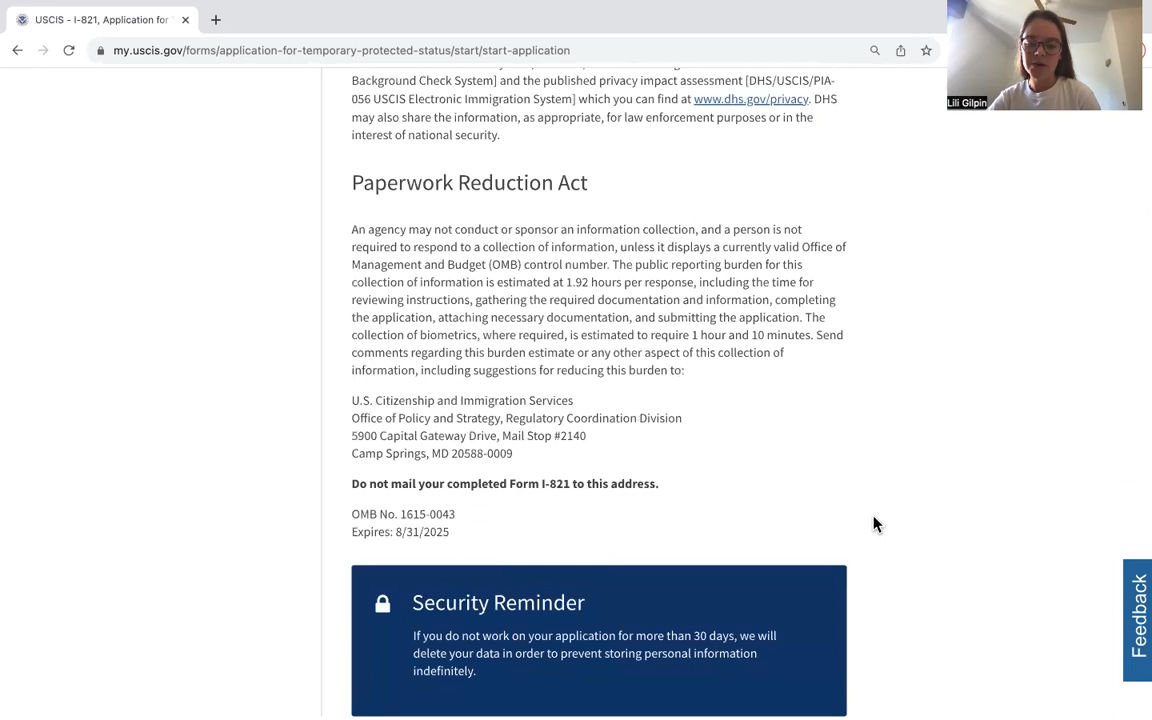 USCIS - I-821, Application for
my.uscis.gov/forms/application-for-temporary-protected-status/start/start-application
Lili Gilpin
Background Check System] and the published privacy impact assessment [DHS/USCIS/PIA-
056 USCIS Electronic Immigration System] which you can find at www.dhs.gov/privacy. DHS
may also share the information, as appropriate, for law enforcement purposes or in the
interest of national security.
Paperwork Reduction Act
An agency may not conduct or sponsor an information collection, and a person is not
required to respond to a collection of information, unless it displays a currently valid Office of
Management and Budget (OMB) control number. The public reporting burden for this
collection of information is estimated at 1.92 hours per response, including the time for
reviewing instructions, gathering the required documentation and information, completing
the application, attaching necessary documentation, and submitting the application. The
collection of biometrics, where required, is estimated to require 1 hour and 10 minutes. Send
comments regarding this burden estimate or any other aspect of this collection of
information, including suggestions for reducing this burden to:
U.S. Citizenship and Immigration Services
Office of Policy and Strategy, Regulatory Coordination Division
5900 Capital Gateway Drive, Mail Stop #2140
Camp Springs, MD 20588-0009
Do not mail your completed Form I-821 to this address.
OMB No. 1615-0043
Expires: 8/31/2025
Security Reminder
If you do not work on your application for more than 30 days, we will
delete your data in order to prevent storing personal information
indefinitely.
Feedback